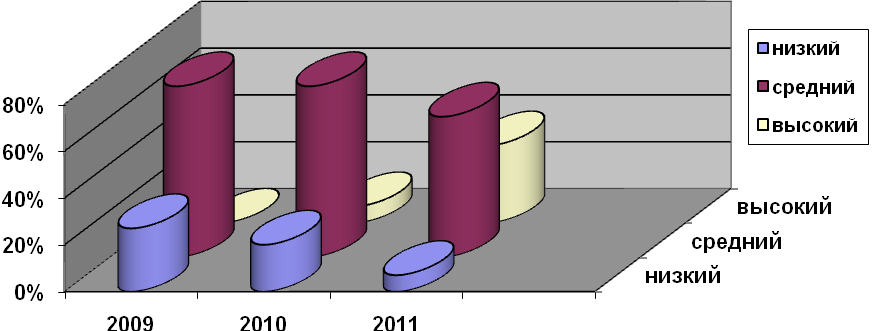 80%
60%
40%
20%
0%
2009
2010
2011
низкий
средний
высокий
высокий
средний
низкий